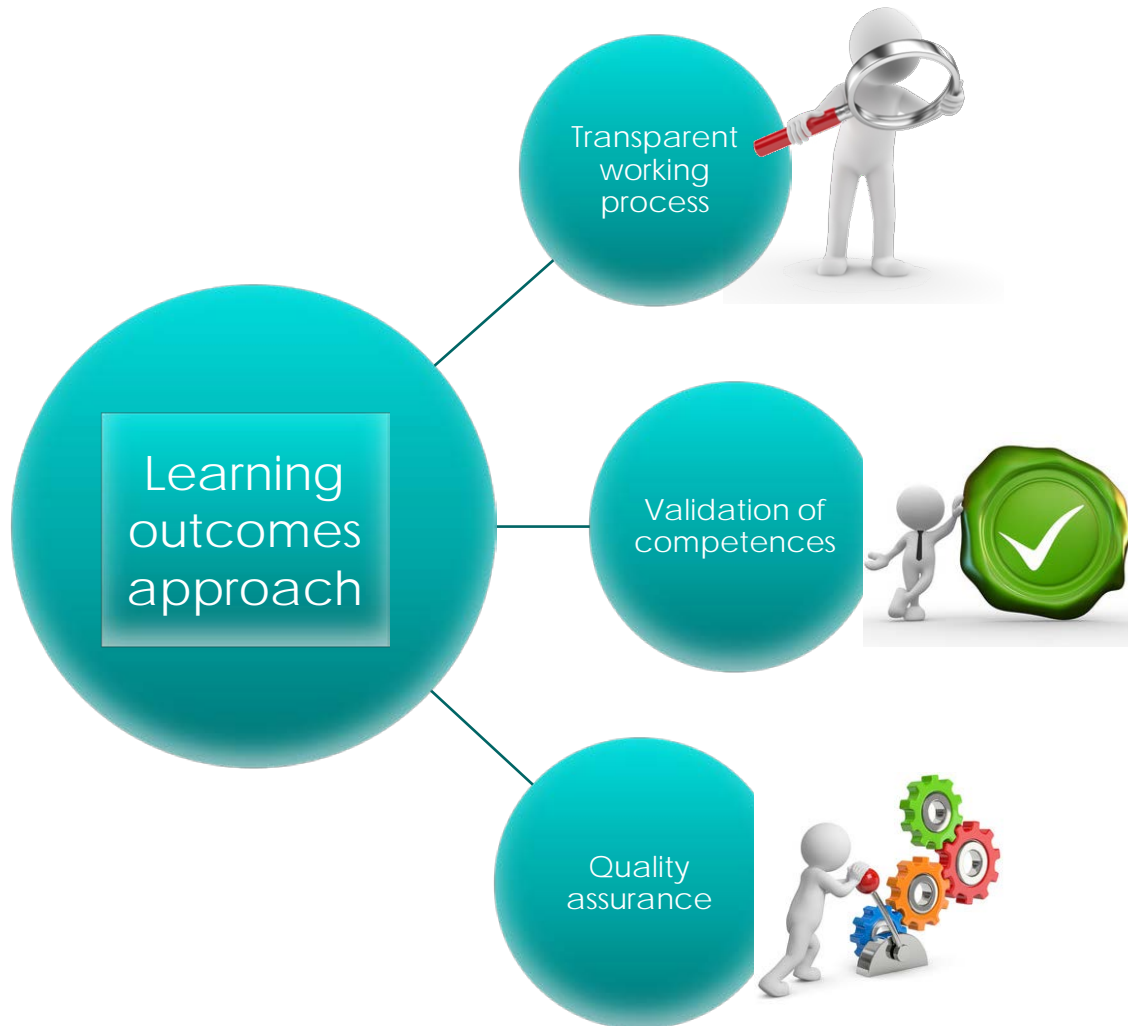 Transparent
working
process
Learning
outcomes
approach
Validation of
competences
Quality
assurance